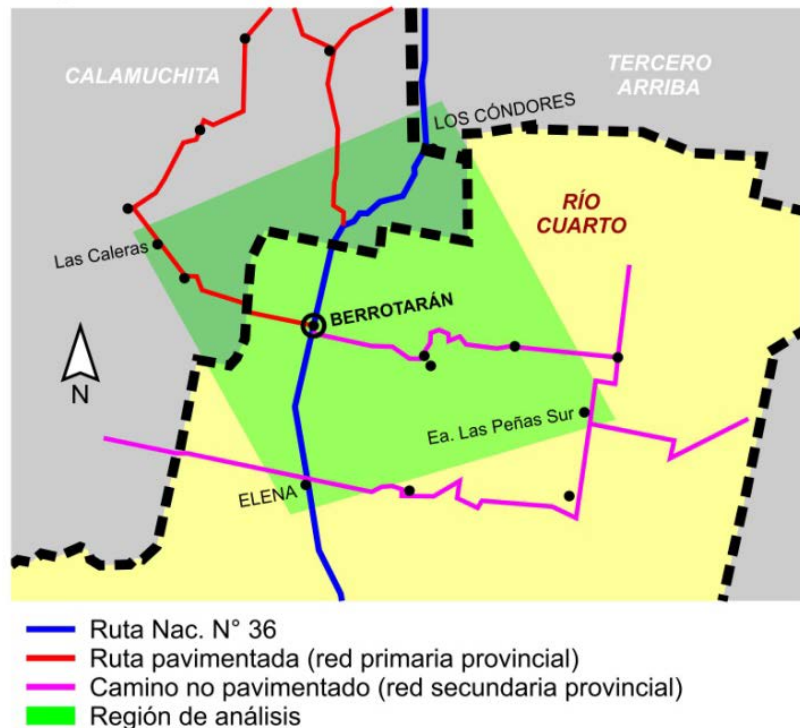 CALAMUCHITA
TERCERO
ARRIBA
LOS CÓNDORES
RÍO
CUARTO
Las Caleras
BERROTARÁN
N
Ea. Las Peñas Sur
ELENA
Ruta Nac. N° 36
Ruta pavimentada (red primaria provincial)
Camino no pavimentado (red secundaria provincial)
Región de análisis